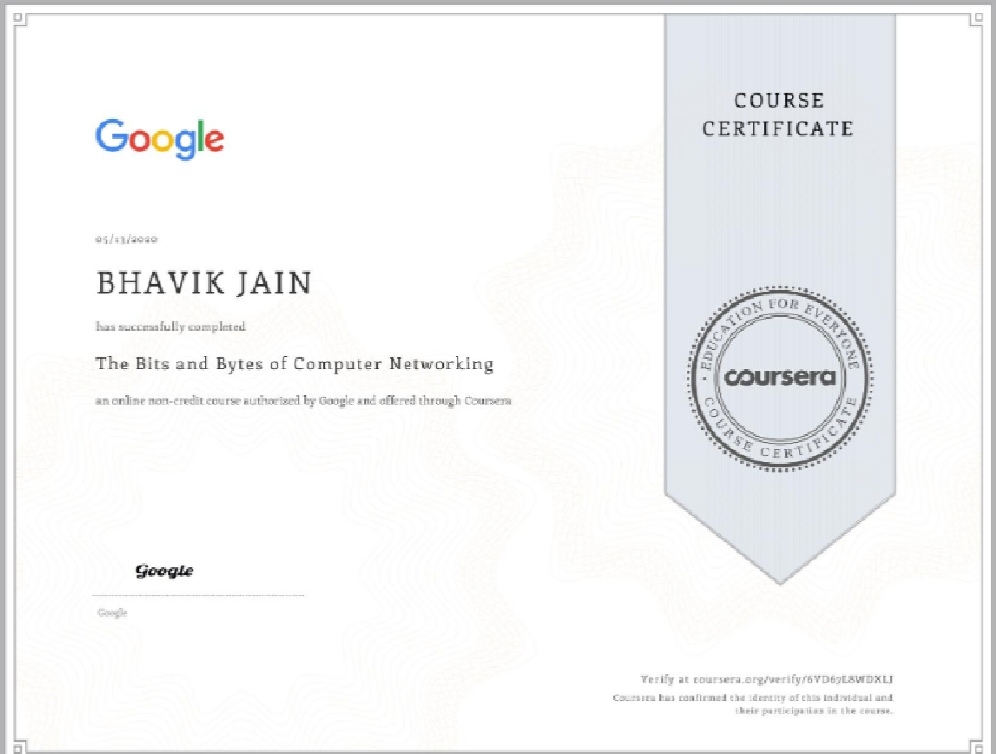 COURSE
CERTIFICATE
Google
05/13/2020
BHAVIK JAIN
has successfully completed
The Bits and Bytes of Computer Networking
an online non-credit course authorized by Google and offered through Coursera
EDUCATION FOR EVERYONE
coursera
COURSE CERTIFICATE
Google
Google
Verify at coursera.org/verify/6VD67E8WDXLJ
Coursera has confirmed the identity of this individual and
their participation in the course.